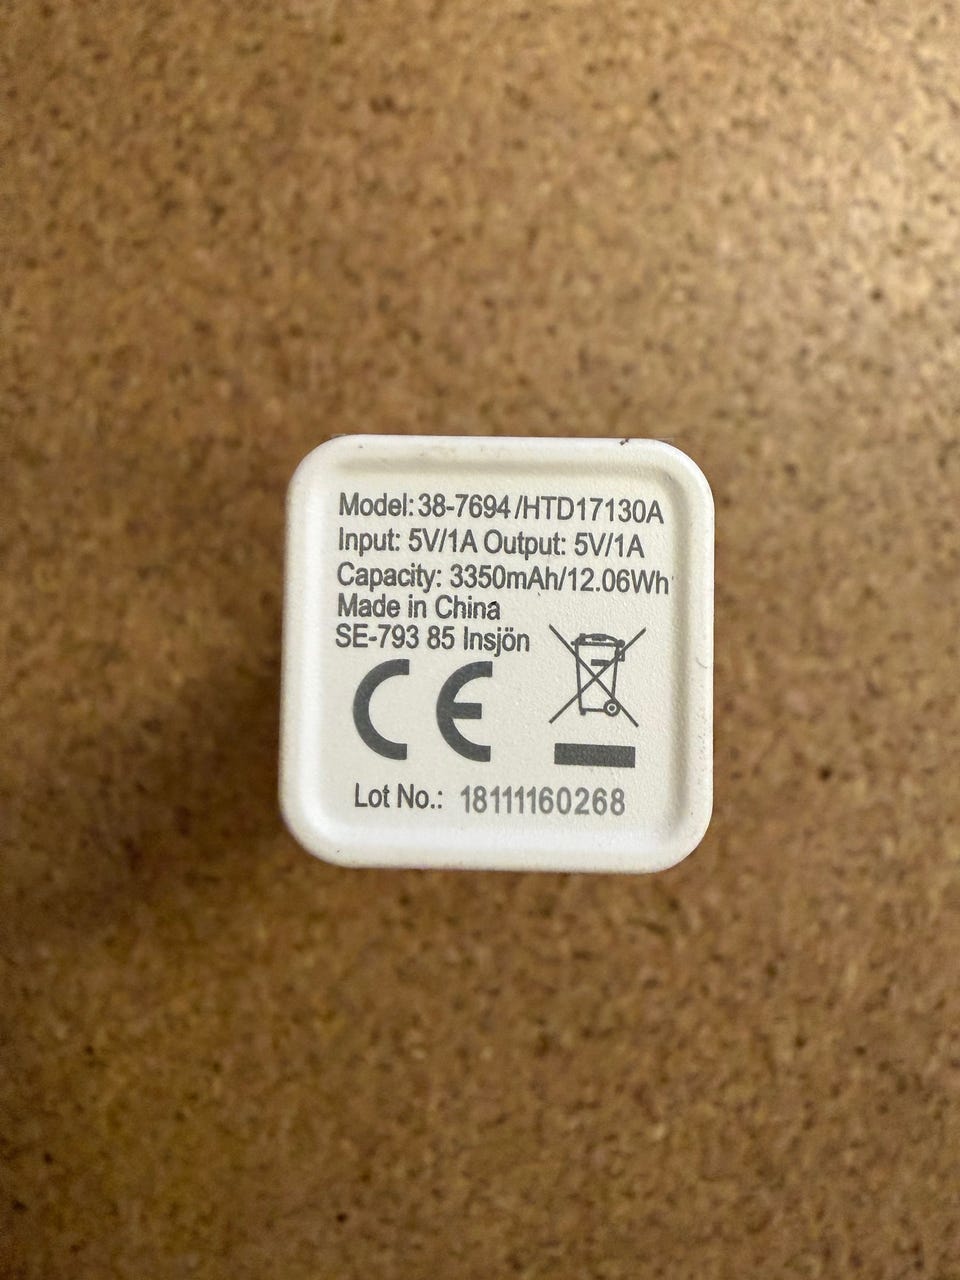 Model: 38-7694 /HTD17130A
Input: 5V/1A Output: 5V/1A
Capacity: 3350mAh/12.06Wh
Made in China
SE-793 85 Insjön
CE
Lot No.: 18111160268